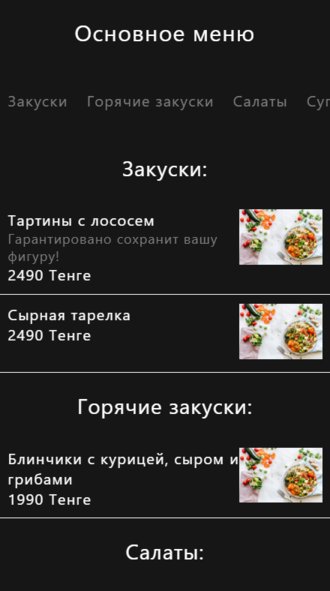 Основное меню
Закуски Горячие закуски Салаты
Закуски:
Тартины с лососем
Гарантировано сохранит вашу
фигуру!
2490 Тенге
Сырная тарелка
2490 Тенге
Горячие закуски:
Блинчики с курицей, сыром и
грибами
1990 Тенге
Салаты: